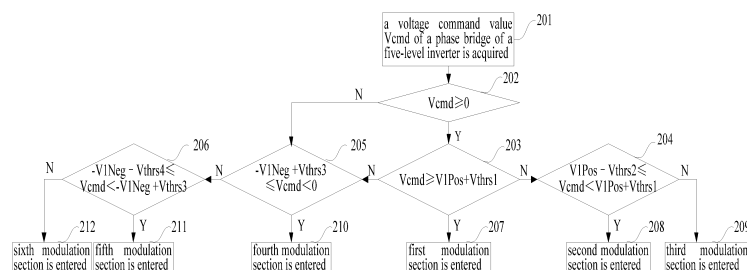 a voltage command value
Vcmd of a phase bridge of a
five-level inverter is acquired
201
202
Vcmd≥0
N
Y
206
-V1Neg - Vthrs4≤
Vcmd<-V1Neg +Vthrs3
205
-V1Neg +Vthrs3
≤Vcmd<0
203
Vcmd≥V1Pos+Vthrs1
204
V1Pos - Vthrs2≤
Vcmd<V1Pos+Vthrs1
N
N
N
N
N
Y
Y
Y
Y
212
sixth modulation
section is entered
211
fifth modulation
section is entered
210
fourth modulation
section is entered
207
first modulation
section is entered
208
second modulation
section is entered
209
third modulation
section is entered